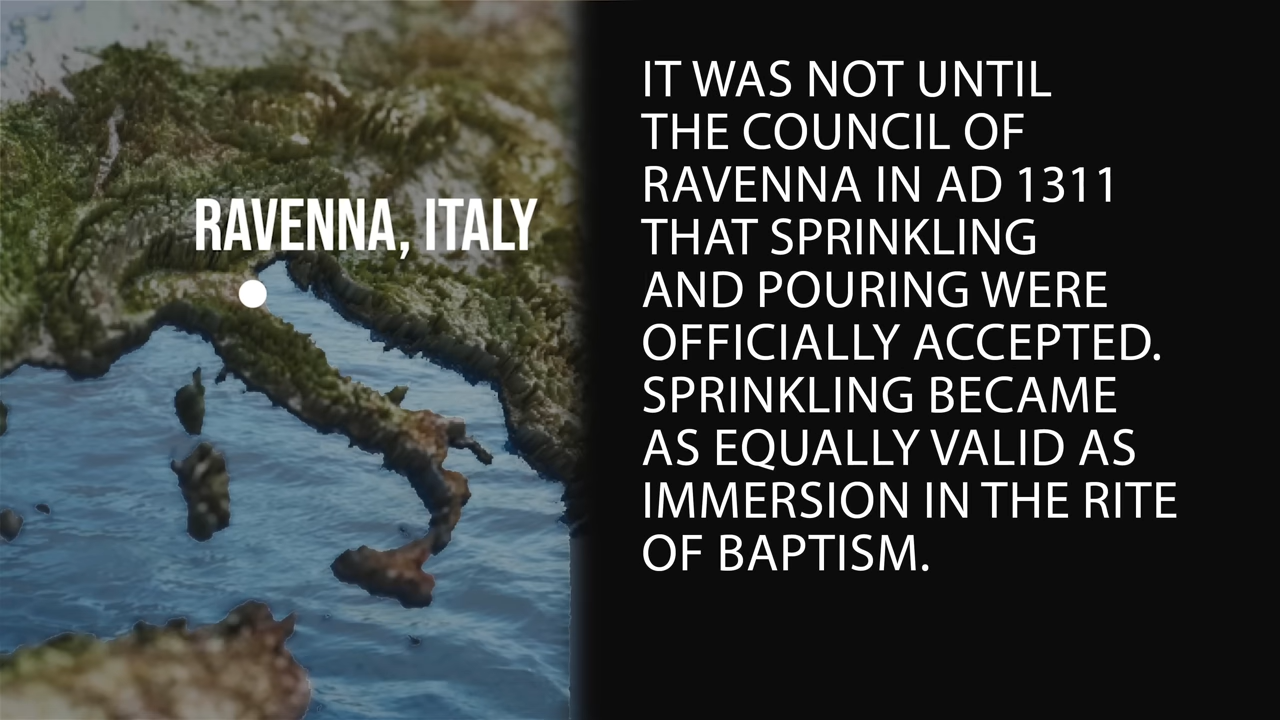 RAVENNA, ITALY
IT WAS NOT UNTIL
THE COUNCIL OF
RAVENNA IN AD 1311
THAT SPRINKLING
AND POURING WERE
OFFICIALLY ACCEPTED.
SPRINKLING BECAME
AS EQUALLY VALID AS
IMMERSION IN THE RITE
OF BAPTISM.